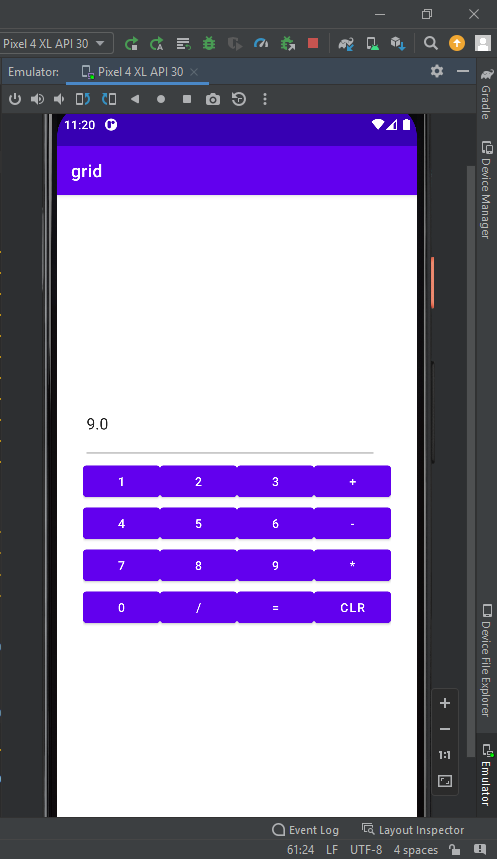 Pixel 4 XL API 30
Emulator: Pixel 4 XL API 30
11:20
grid
9.0
1 2 3 +
4 5 6 -
7 8 9 *
0 / = CLR
1:1
Gradle
Device Manager
Device File Explorer
Emulator
Event Log Layout Inspector
61:24 LF UTF-8 4 spaces